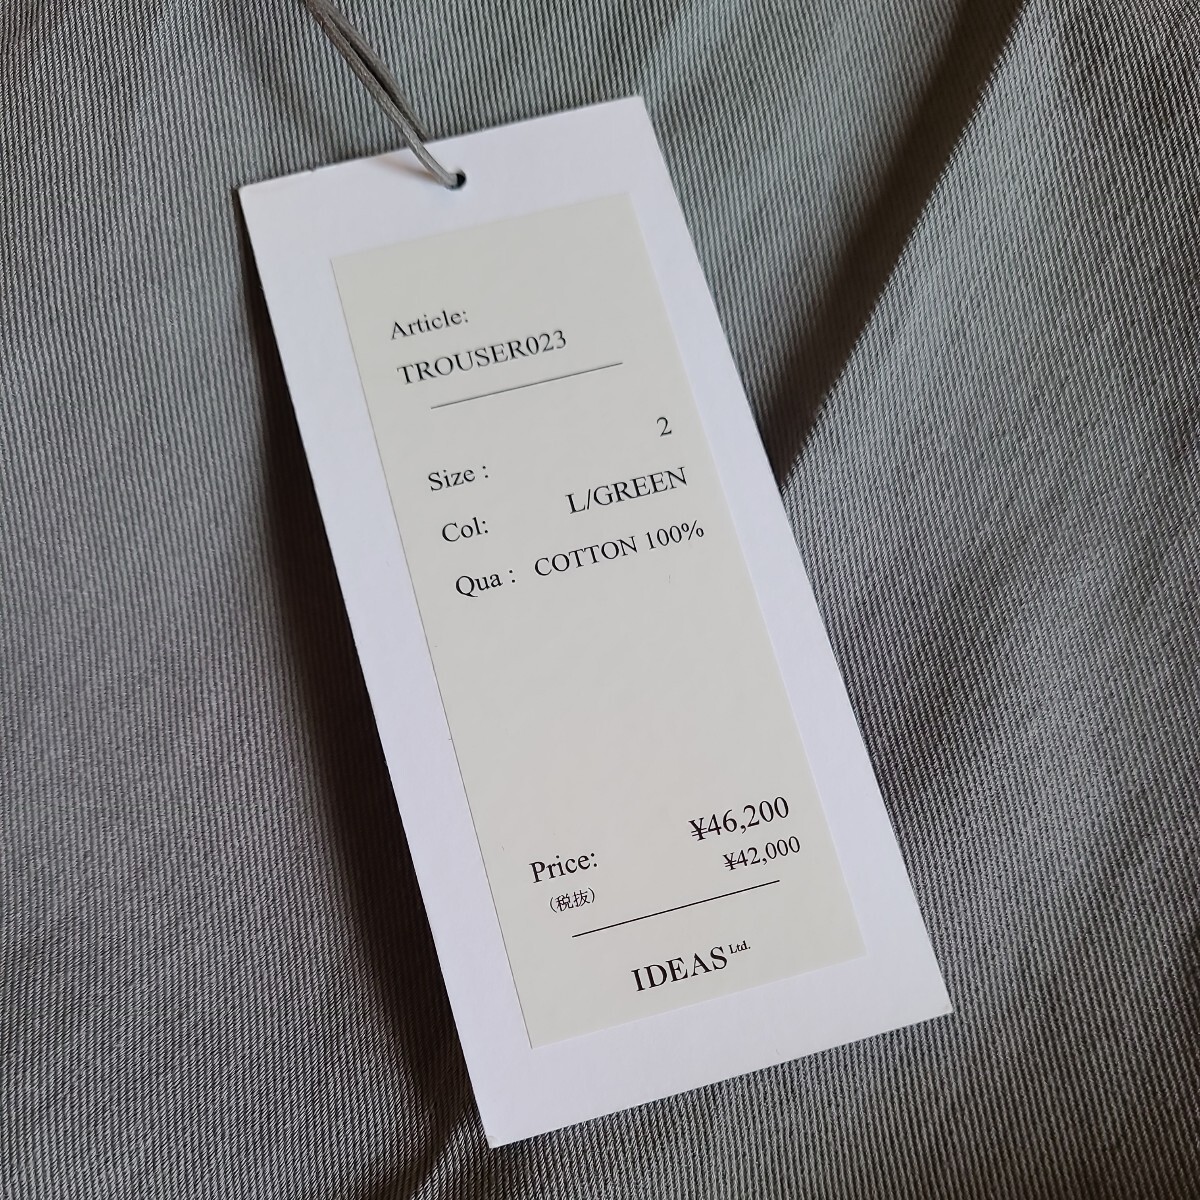 Article:
TROUSER023
Size : 2
Col: L/GREEN
Qua : COTTON 100%
Price: ¥46,200
(税抜) ¥42,000
IDEAS Ltd.